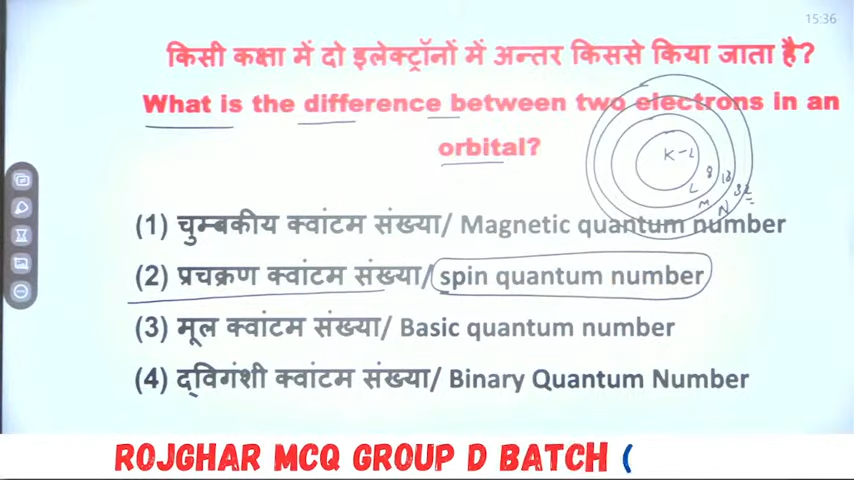 15:36
किसी कक्षा में दो इलेक्ट्रॉनों में अन्तर किससे किया जाता है?
What is the difference between two electrons in an
orbital?
K-L
L 8 18 32
M N
(1) चुम्बकीय क्वांटम संख्या/ Magnetic quantum number
(2) प्रचक्रण क्वांटम संख्या/ spin quantum number
(3) मूल क्वांटम संख्या/ Basic quantum number
(4) द्विगंशी क्वांटम संख्या/ Binary Quantum Number
ROJGHAR MCQ GROUP D BATCH (